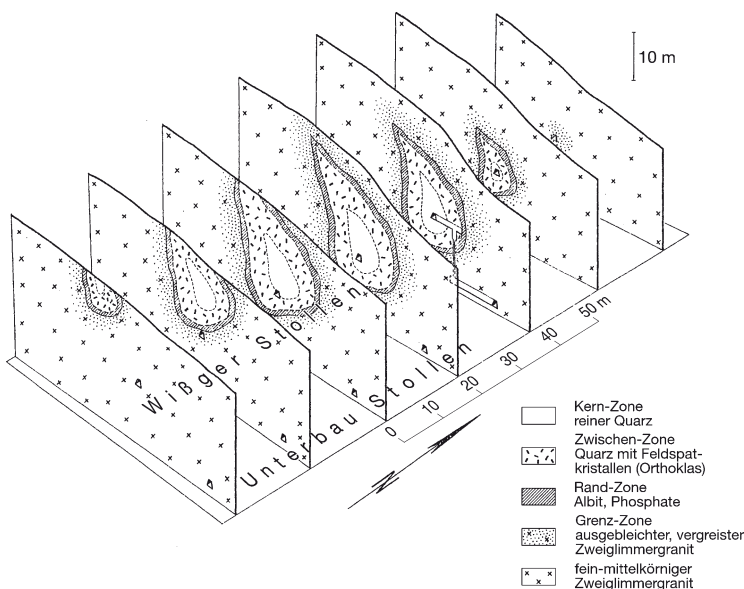 10 m
Wißger Stollen
Unterbau Stollen
0 10 20 30 40 50 m
N
Kern-Zone
reiner Quarz
Zwischen-Zone
Quarz mit Feldspat-
kristallen (Orthoklas)
Rand-Zone
Albit, Phosphate
Grenz-Zone
ausgebleichter, vergreister
Zweiglimmergranit
fein-mittelkörniger
Zweiglimmergranit